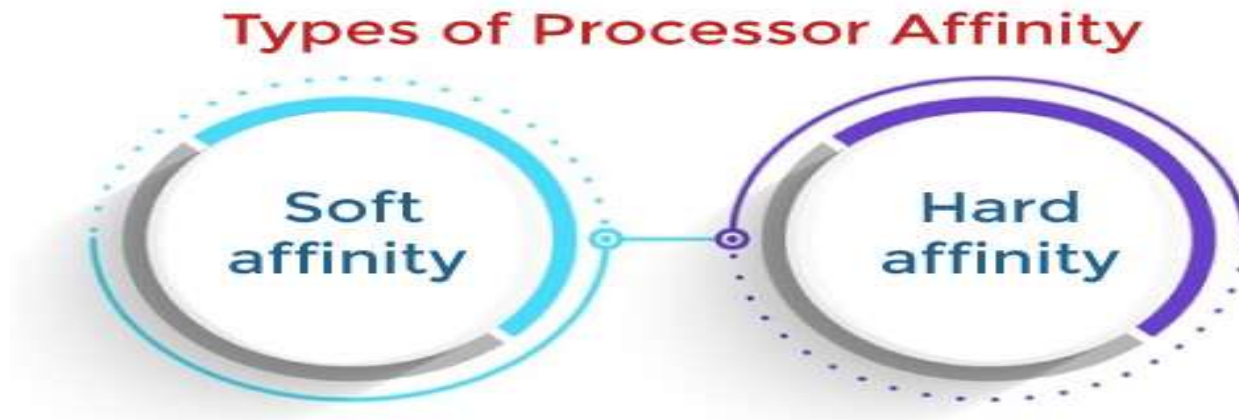 Types of Processor Affinity
Soft
affinity
Hard
affinity